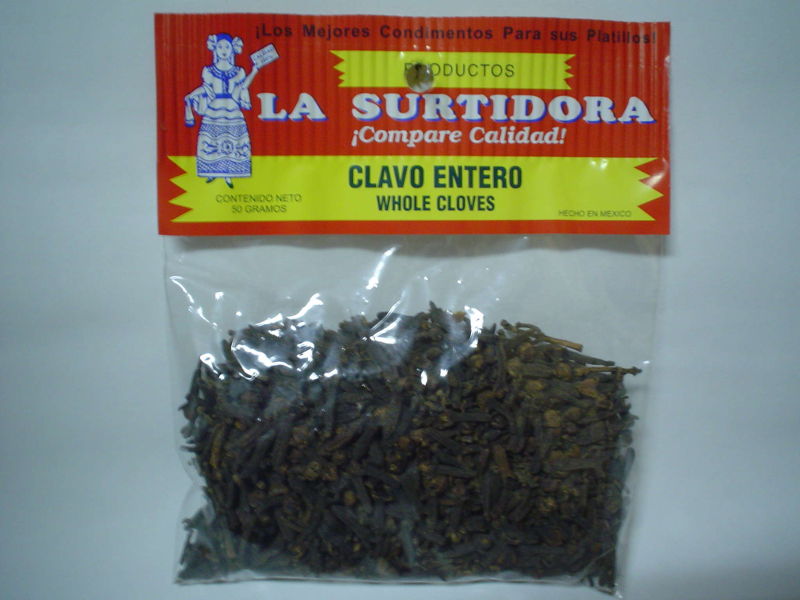 ¡Los Mejores Condimentos Para sus Platillos!
PRODUCTOS
LA SURTIDORA
¡Compare Calidad!
CLAVO ENTERO
WHOLE CLOVES
CONTENIDO NETO
50 GRAMOS
HECHO EN MEXICO